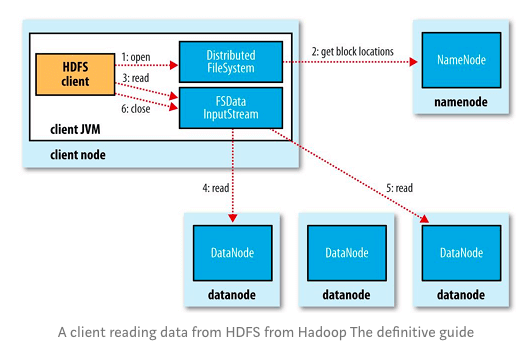 HDFS
client
1: open
3: read
6: close
Distributed
FileSystem
FSData
InputStream
client JVM
client node
2: get block locations
NameNode
namenode
4: read
5: read
DataNode
datanode
DataNode
datanode
DataNode
datanode
A client reading data from HDFS from Hadoop The definitive guide